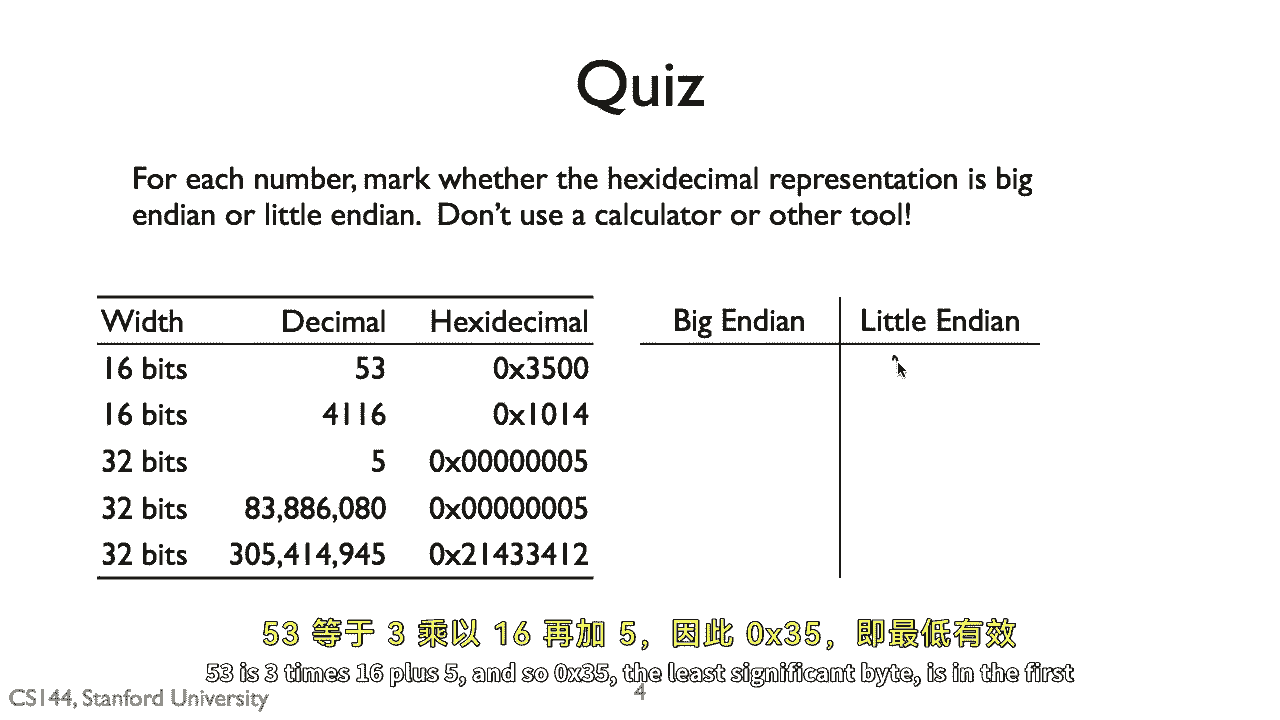 Quiz
For each number, mark whether the hexidecimal representation is big
endian or little endian. Don't use a calculator or other tool!
Width Decimal Hexidecimal Big Endian Little Endian
16 bits 53 0x3500
16 bits 4116 0x1014
32 bits 5 0x00000005
32 bits 83,886,080 0x00000005
32 bits 305,414,945 0x21433412
53 等于 3 乘以 16 再加 5，因此 0x35，即最低有效
53 is 3 times 16 plus 5, and so 0x35, the least significant byte, is in the first
CS144, Stanford University 4